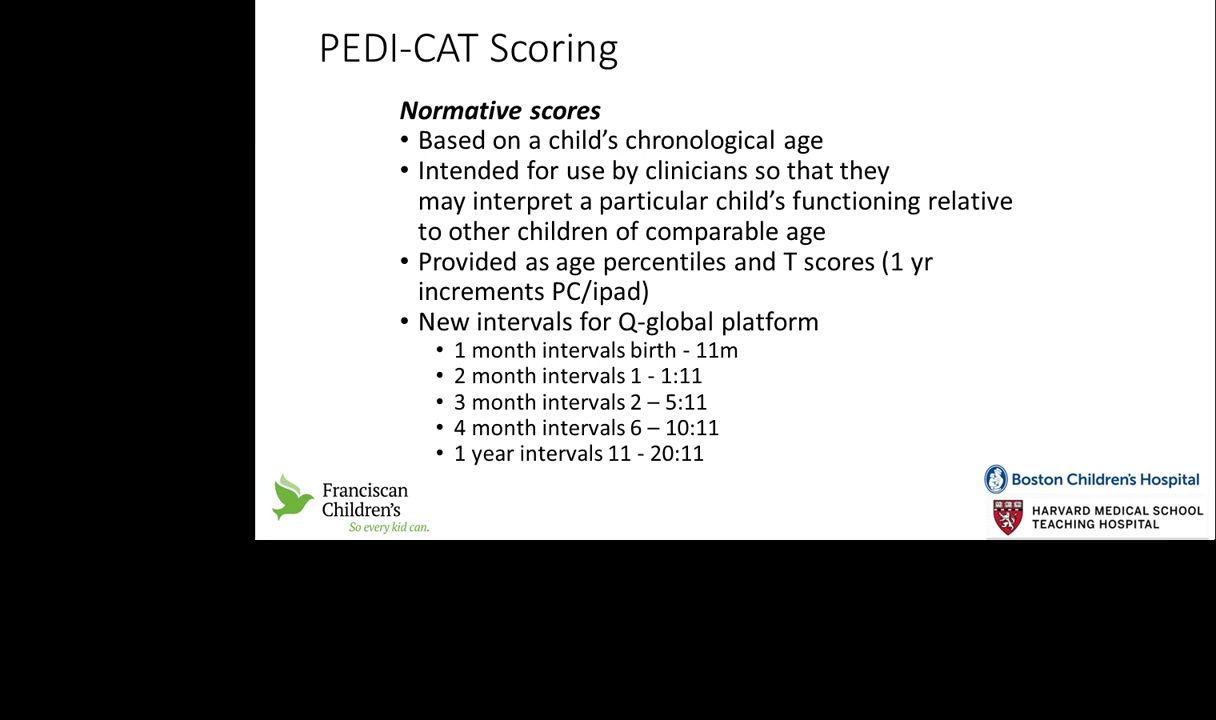 PEDI-CAT Scoring
Normative scores
• Based on a child’s chronological age
• Intended for use by clinicians so that they
may interpret a particular child’s functioning relative
to other children of comparable age
• Provided as age percentiles and T scores (1 yr
increments PC/ipad)
• New intervals for Q-global platform
• 1 month intervals birth - 11m
• 2 month intervals 1 - 1:11
• 3 month intervals 2 – 5:11
• 4 month intervals 6 – 10:11
• 1 year intervals 11 - 20:11
Franciscan
Children’s
So every kid can.
Boston Children’s Hospital
HARVARD MEDICAL SCHOOL
TEACHING HOSPITAL